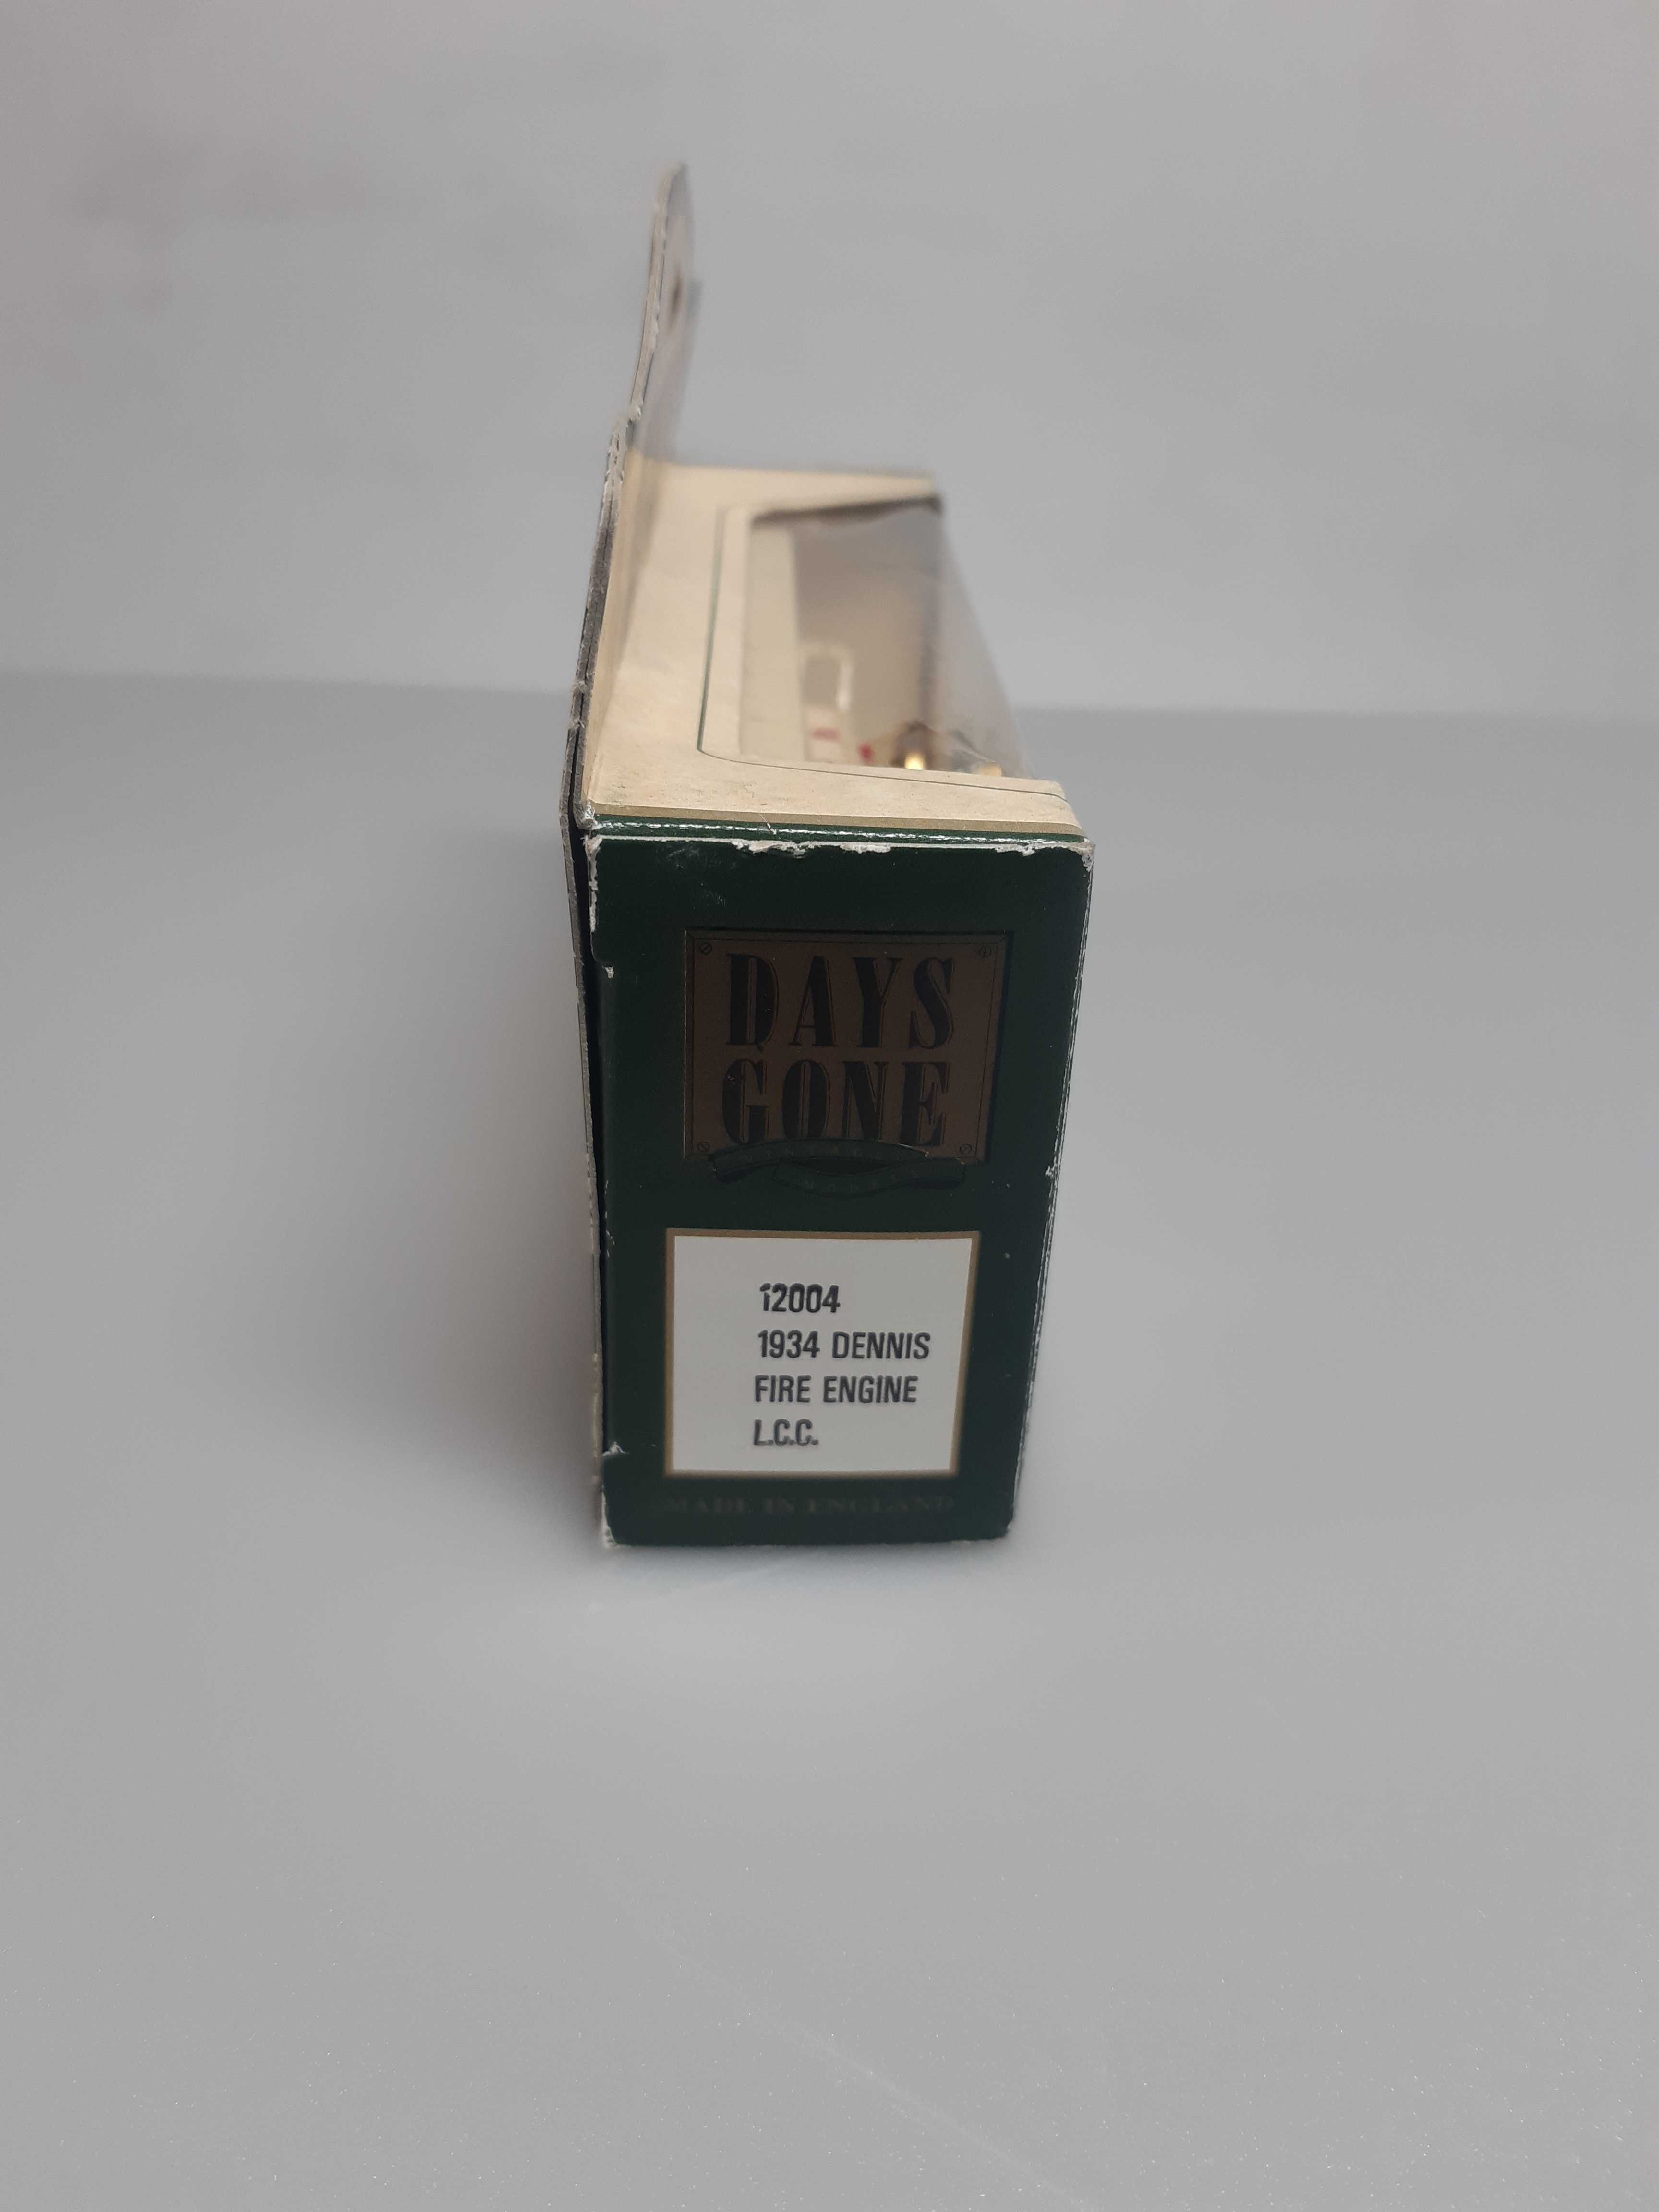 DAYS
GONE
12004
1934 DENNIS
FIRE ENGINE
L.C.C.
MADE IN ENGLAND